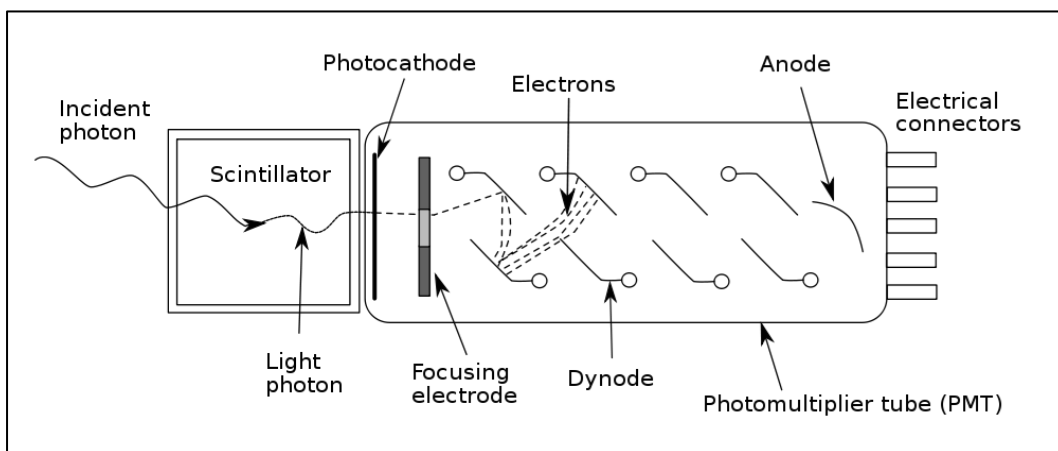 Photocathode
Electrons
Anode
Incident
photon
Electrical
connectors
Scintillator
Light
photon
Focusing
electrode
Dynode
Photomultiplier tube (PMT)